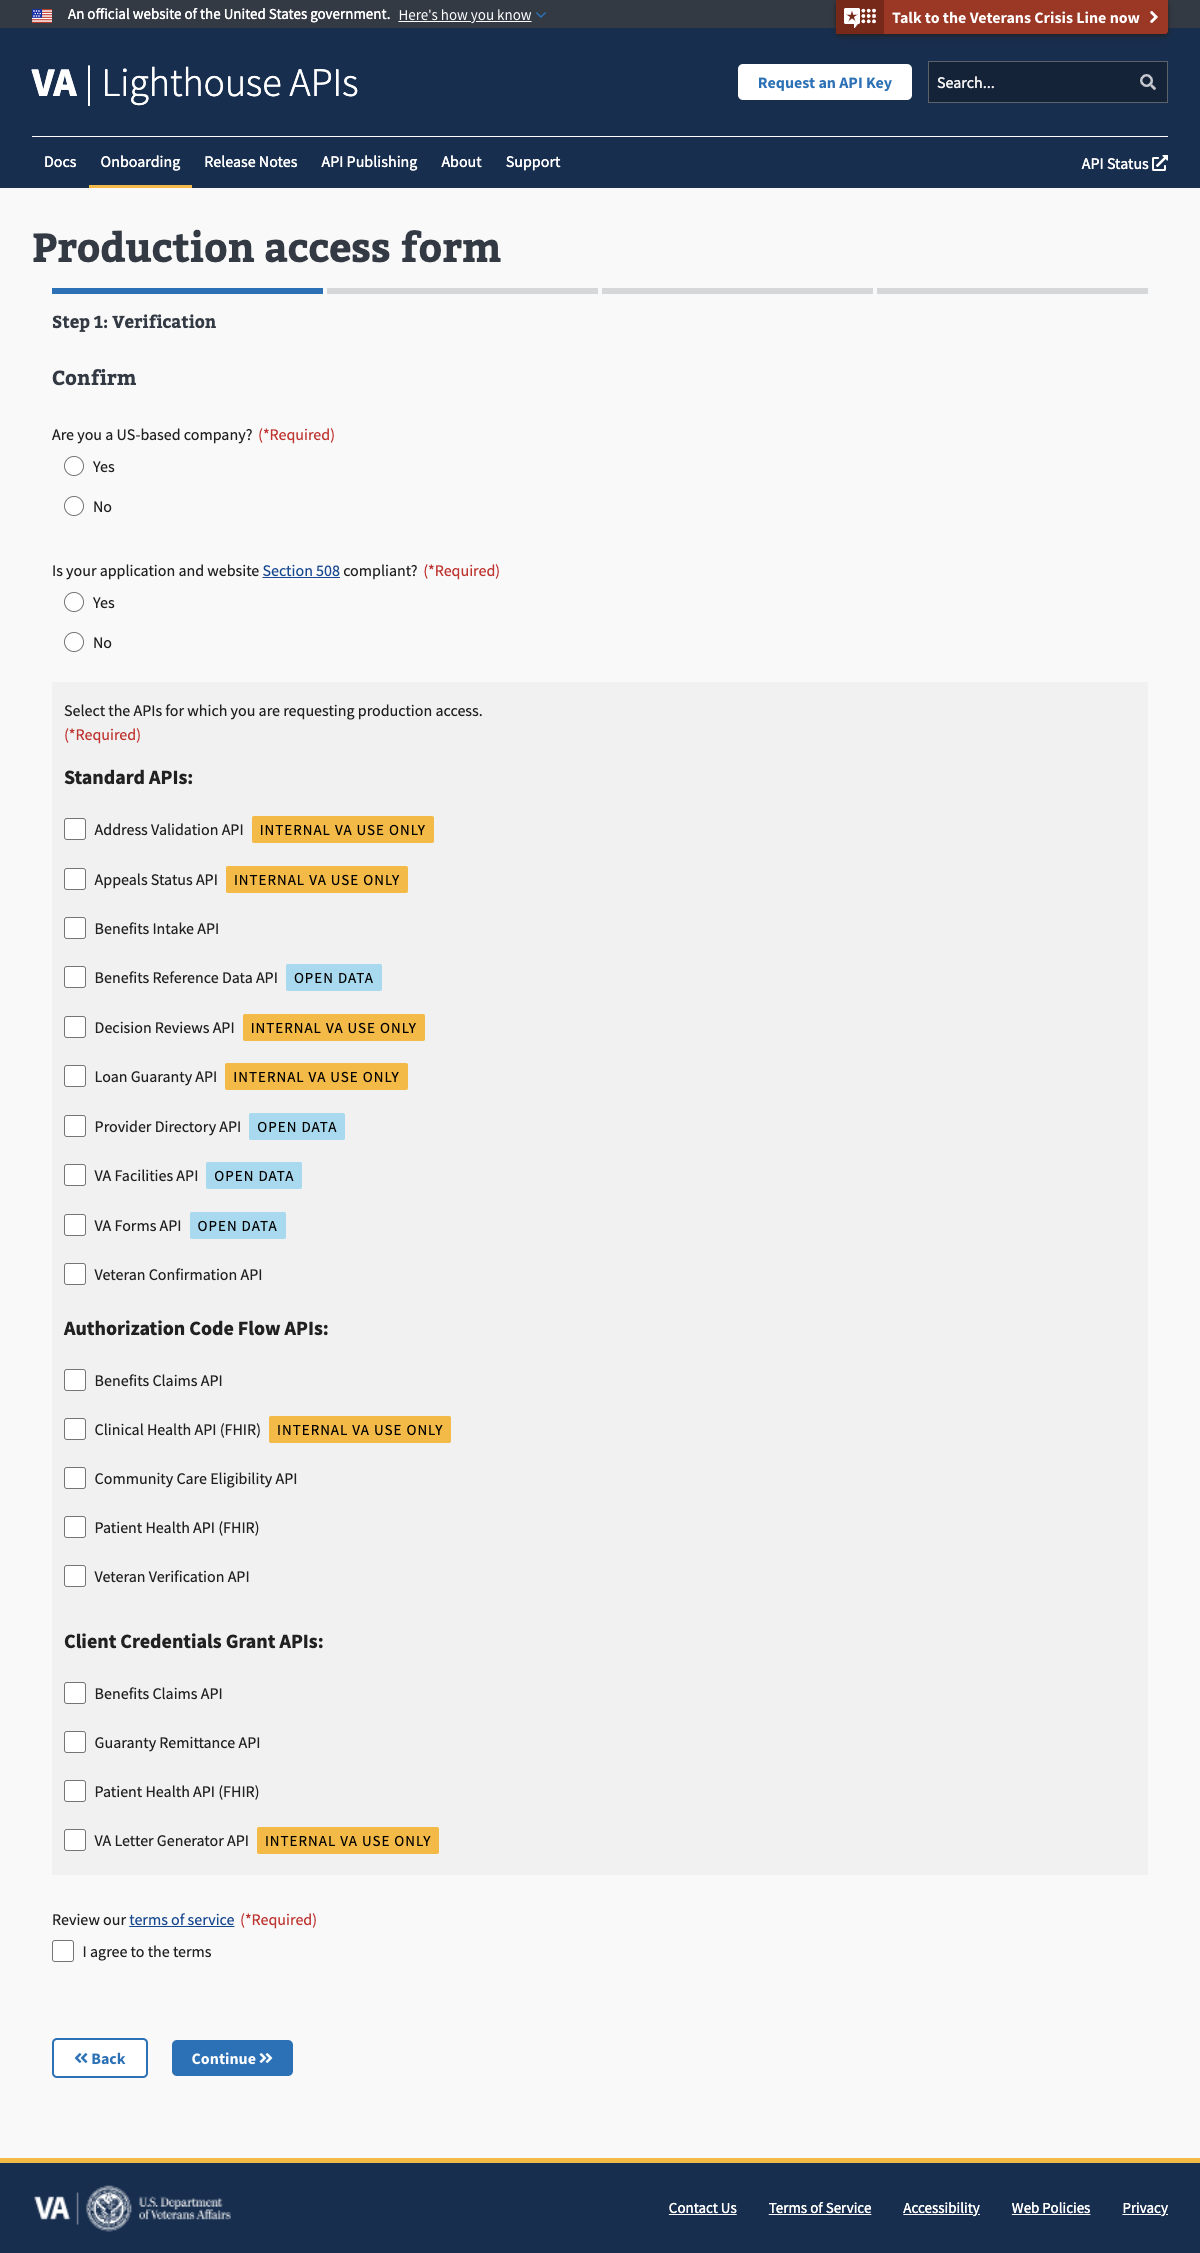 An official website of the United States government. Here's how you know
Talk to the Veterans Crisis Line now
VA | Lighthouse APIs
Request an API Key
Search...
Docs Onboarding Release Notes API Publishing About Support
API Status
Production access form
Step 1: Verification
Confirm
Are you a US-based company? (*Required)
Yes
No
Is your application and website Section 508 compliant? (*Required)
Yes
No
Select the APIs for which you are requesting production access.
(*Required)
Standard APIs:
Address Validation API INTERNAL VA USE ONLY
Appeals Status API INTERNAL VA USE ONLY
Benefits Intake API
Benefits Reference Data API OPEN DATA
Decision Reviews API INTERNAL VA USE ONLY
Loan Guaranty API INTERNAL VA USE ONLY
Provider Directory API OPEN DATA
VA Facilities API OPEN DATA
VA Forms API OPEN DATA
Veteran Confirmation API
Authorization Code Flow APIs:
Benefits Claims API
Clinical Health API (FHIR) INTERNAL VA USE ONLY
Community Care Eligibility API
Patient Health API (FHIR)
Veteran Verification API
Client Credentials Grant APIs:
Benefits Claims API
Guaranty Remittance API
Patient Health API (FHIR)
VA Letter Generator API INTERNAL VA USE ONLY
Review our terms of service (*Required)
I agree to the terms
Back
Continue
VA
U.S. Department
of Veterans Affairs
Contact Us Terms of Service Accessibility Web Policies Privacy